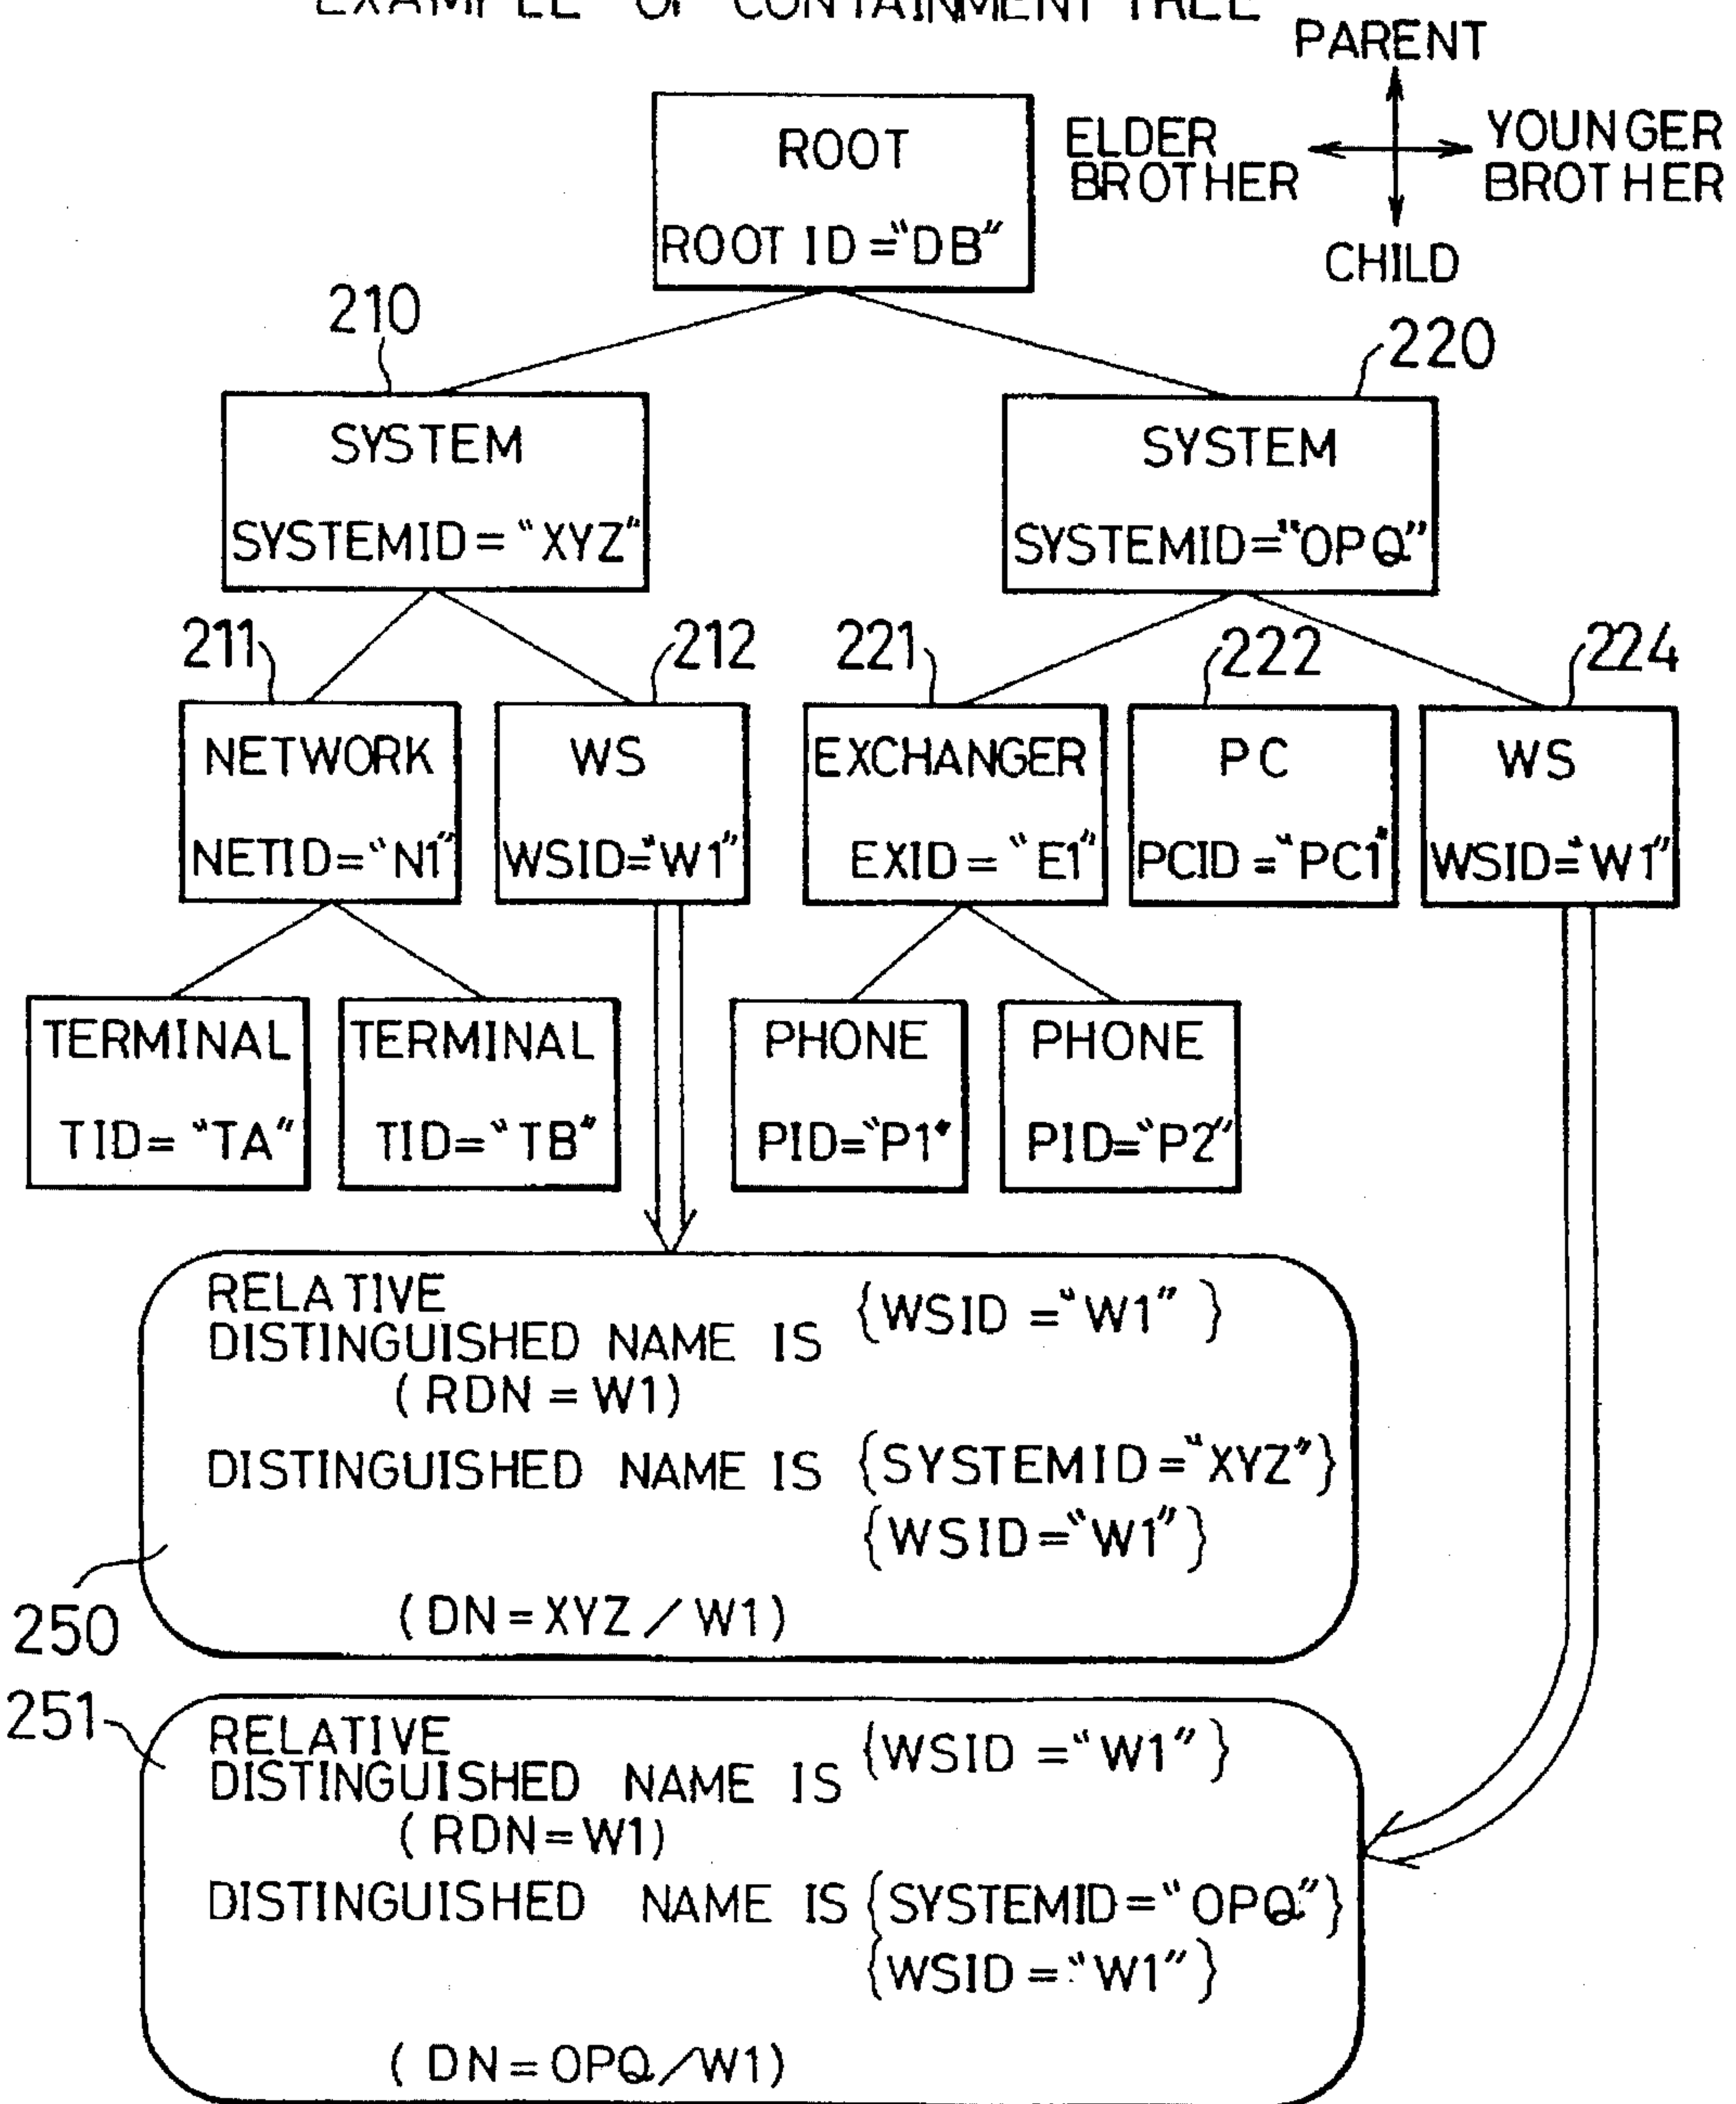 EXAMPLE OF CONTAINMENT TREE
PARENT
ELDER
BROTHER
YOUNGER
BROTHER
CHILD
ROOT
ROOT ID="DB"
210
220
SYSTEM
SYSTEMID="XYZ"
SYSTEM
SYSTEMID="OPQ"
211
212
221
222
224
NETWORK
NETID="N1"
WS
WSID="W1"
EXCHANGER
EXID="E1"
PC
PCID="PC1"
WS
WSID="W1"
TERMINAL
TID="TA"
TERMINAL
TID="TB"
PHONE
PID="P1"
PHONE
PID="P2"
RELATIVE
DISTINGUISHED NAME IS {WSID="W1"}
(RDN=W1)
DISTINGUISHED NAME IS {SYSTEMID="XYZ"}
{WSID="W1"}
(DN=XYZ/W1)
250
251
RELATIVE
DISTINGUISHED NAME IS {WSID="W1"}
(RDN=W1)
DISTINGUISHED NAME IS {SYSTEMID="OPQ"}
{WSID="W1"}
(DN=OPQ/W1)